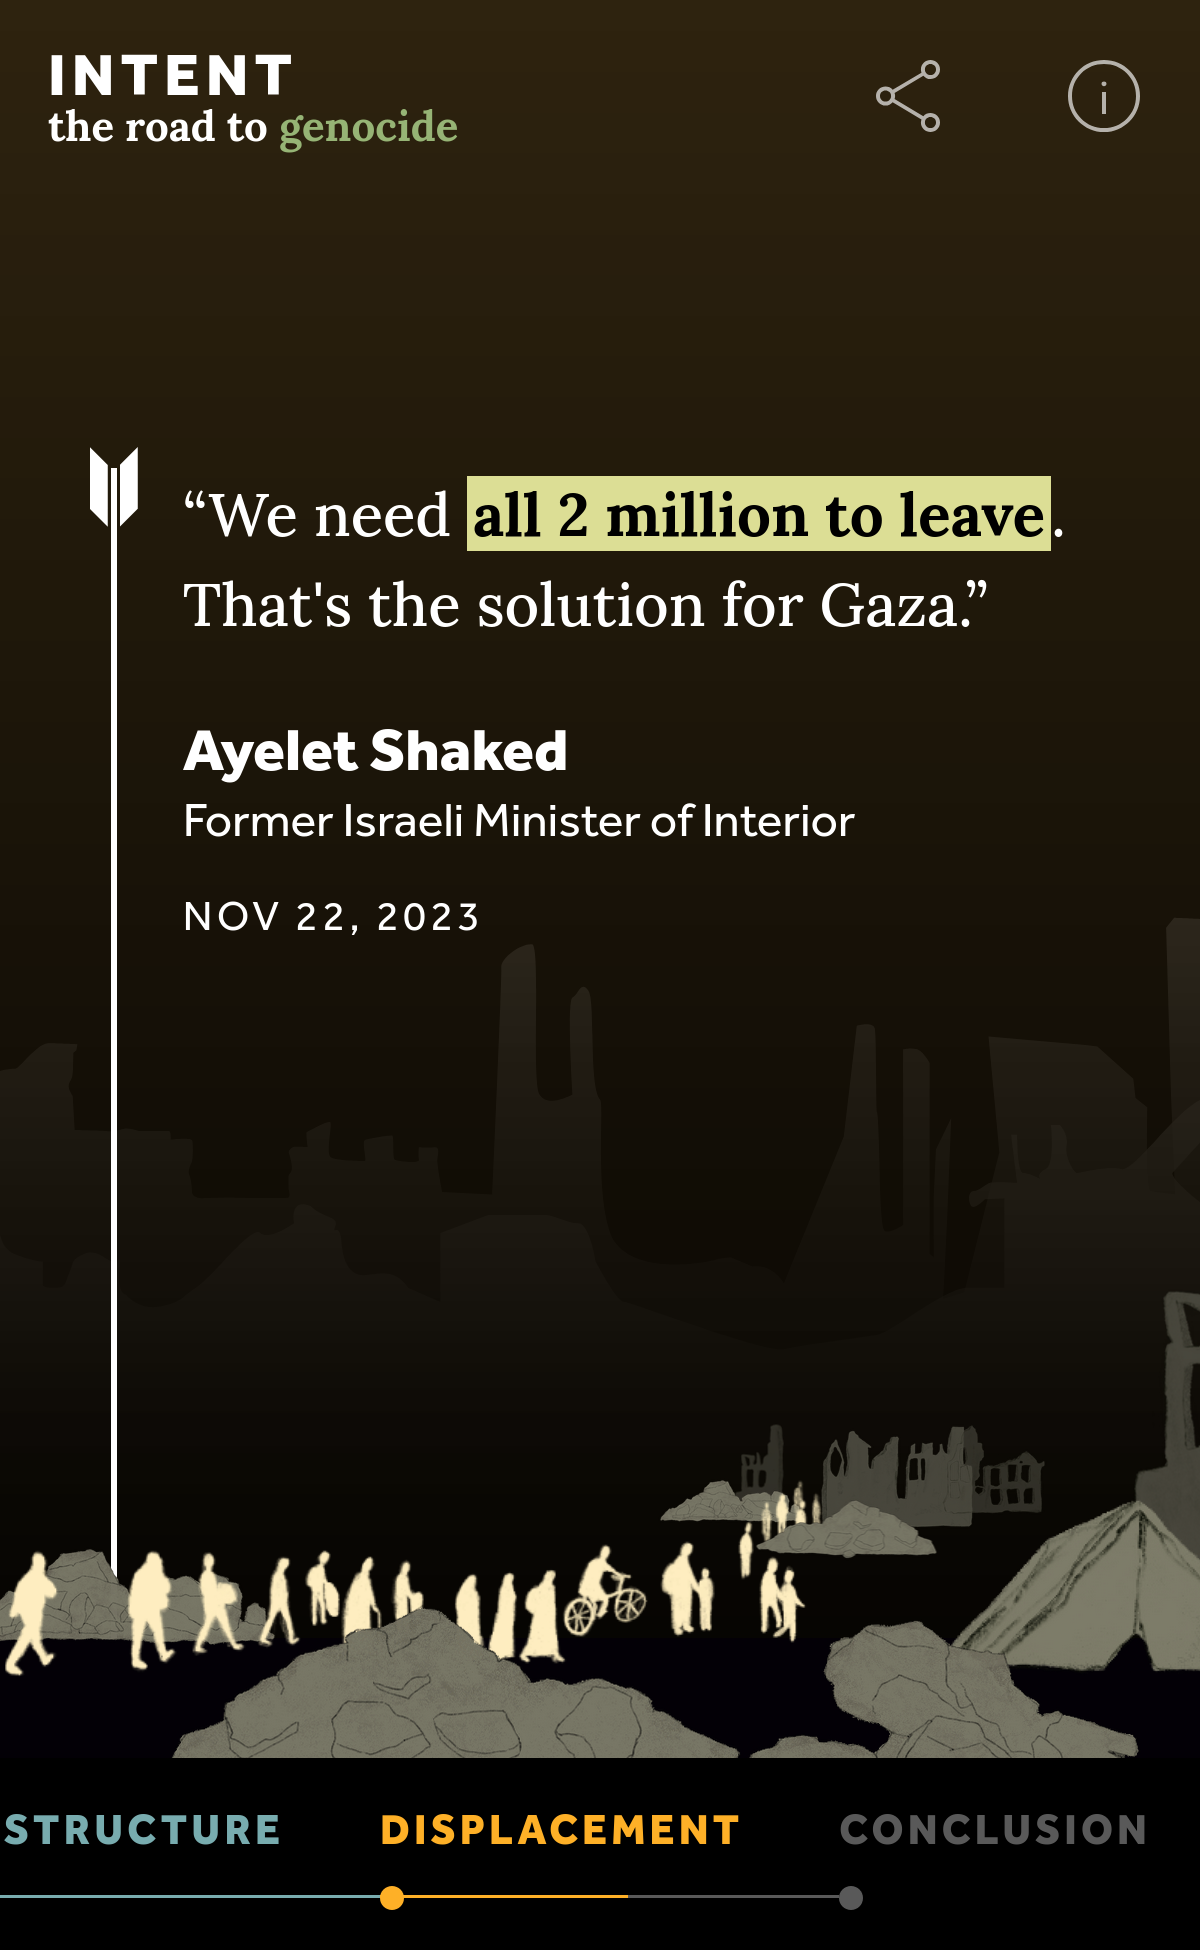 INTENT
the road to genocide
“We need all 2 million to leave.
That's the solution for Gaza.”
Ayelet Shaked
Former Israeli Minister of Interior
NOV 22, 2023
STRUCTURE DISPLACEMENT CONCLUSION